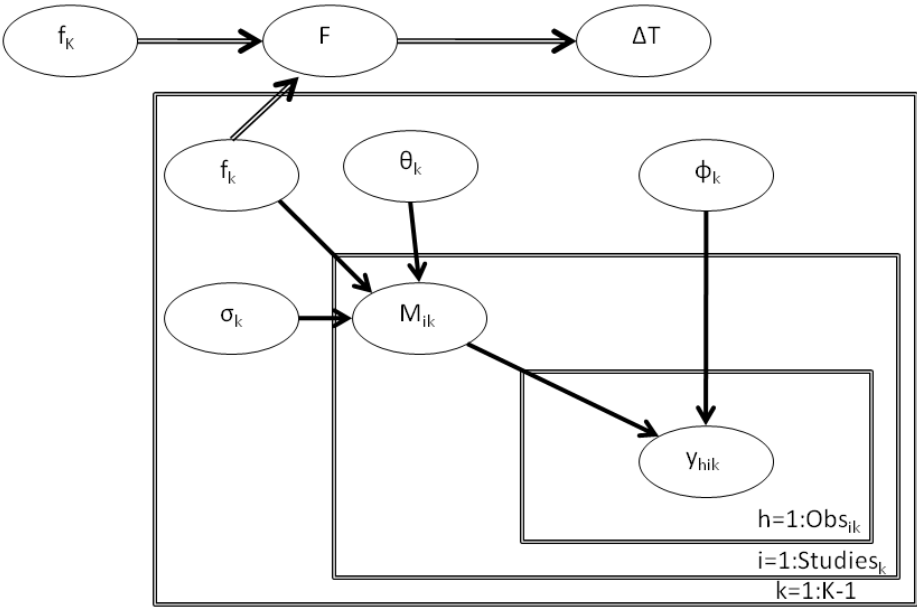 f_K F ΔT
f_k θ_k ϕ_k
σ_k M_ik
y_hik
h=1:Obs_ik
i=1:Studies_k
k=1:K-1